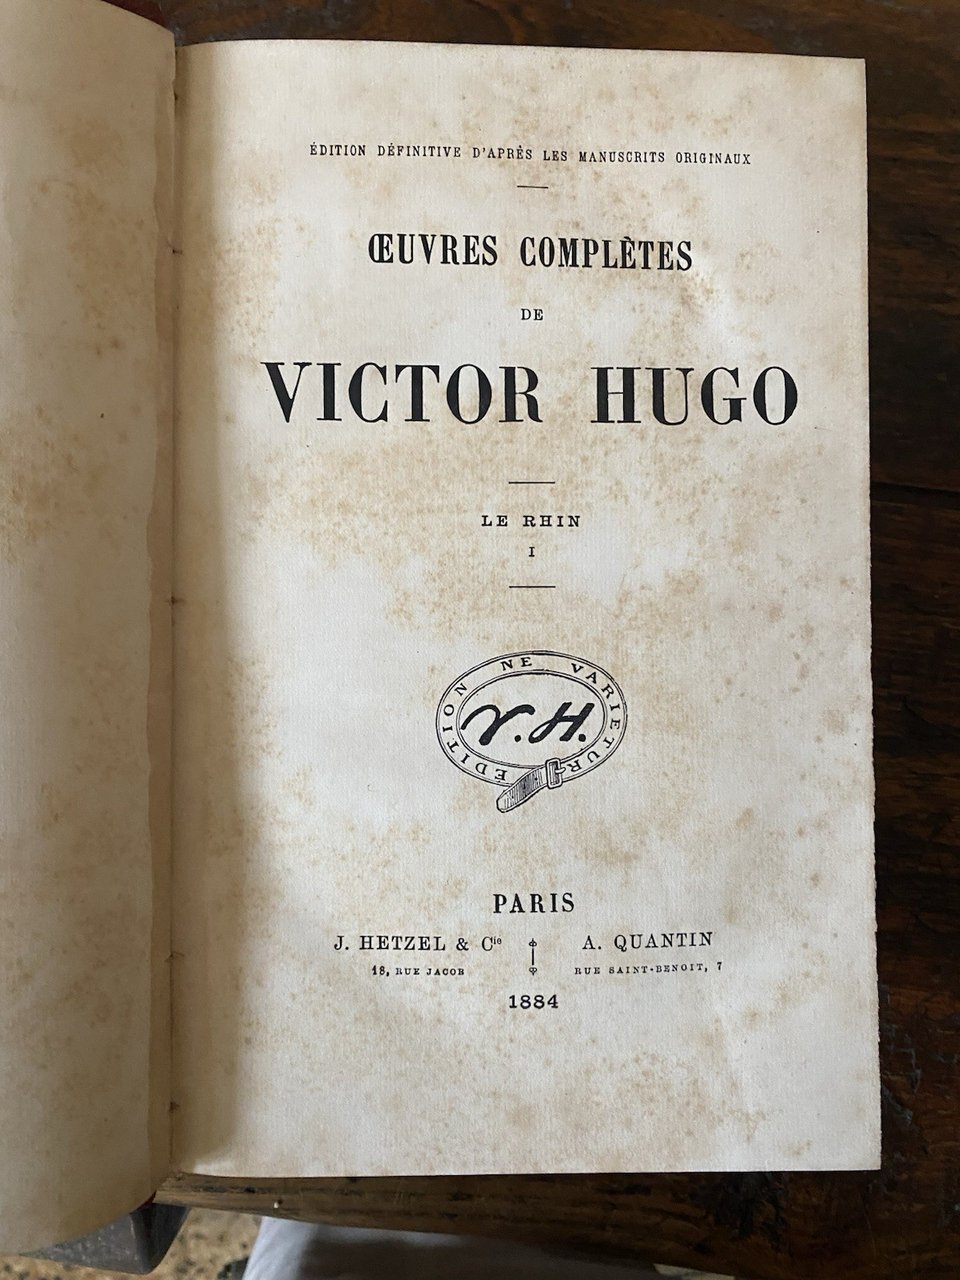 ÉDITION DÉFINITIVE D'APRÈS LES MANUSCRITS ORIGINAUX
ŒUVRES COMPLÈTES
DE
VICTOR HUGO
LE RHIN
I
ÉDITION NE VARIETUR
V.H.
PARIS
J. HETZEL & Cie
18, RUE JACOB
A. QUANTIN
RUE SAINT-BENOIT, 7
1884